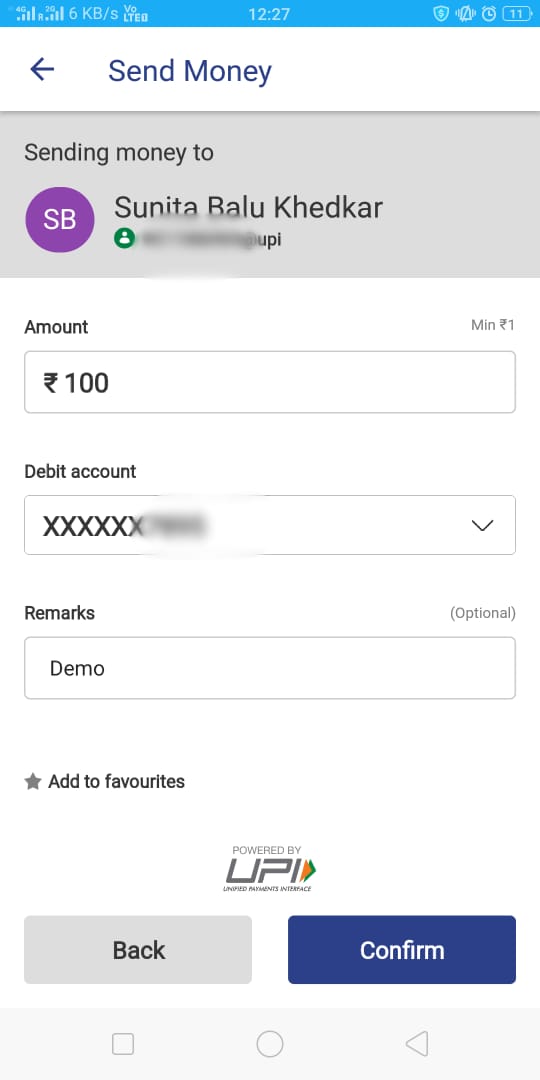 4G R 2G 6 KB/s Vo LTE 12:27 11
Send Money
Sending money to
SB
Sunita Balu Khedkar
@upi
Amount
Min ₹1
₹ 100
Debit account
XXXXXX
Remarks
(Optional)
Demo
Add to favourites
POWERED BY
UPI
UNIFIED PAYMENTS INTERFACE
Back
Confirm